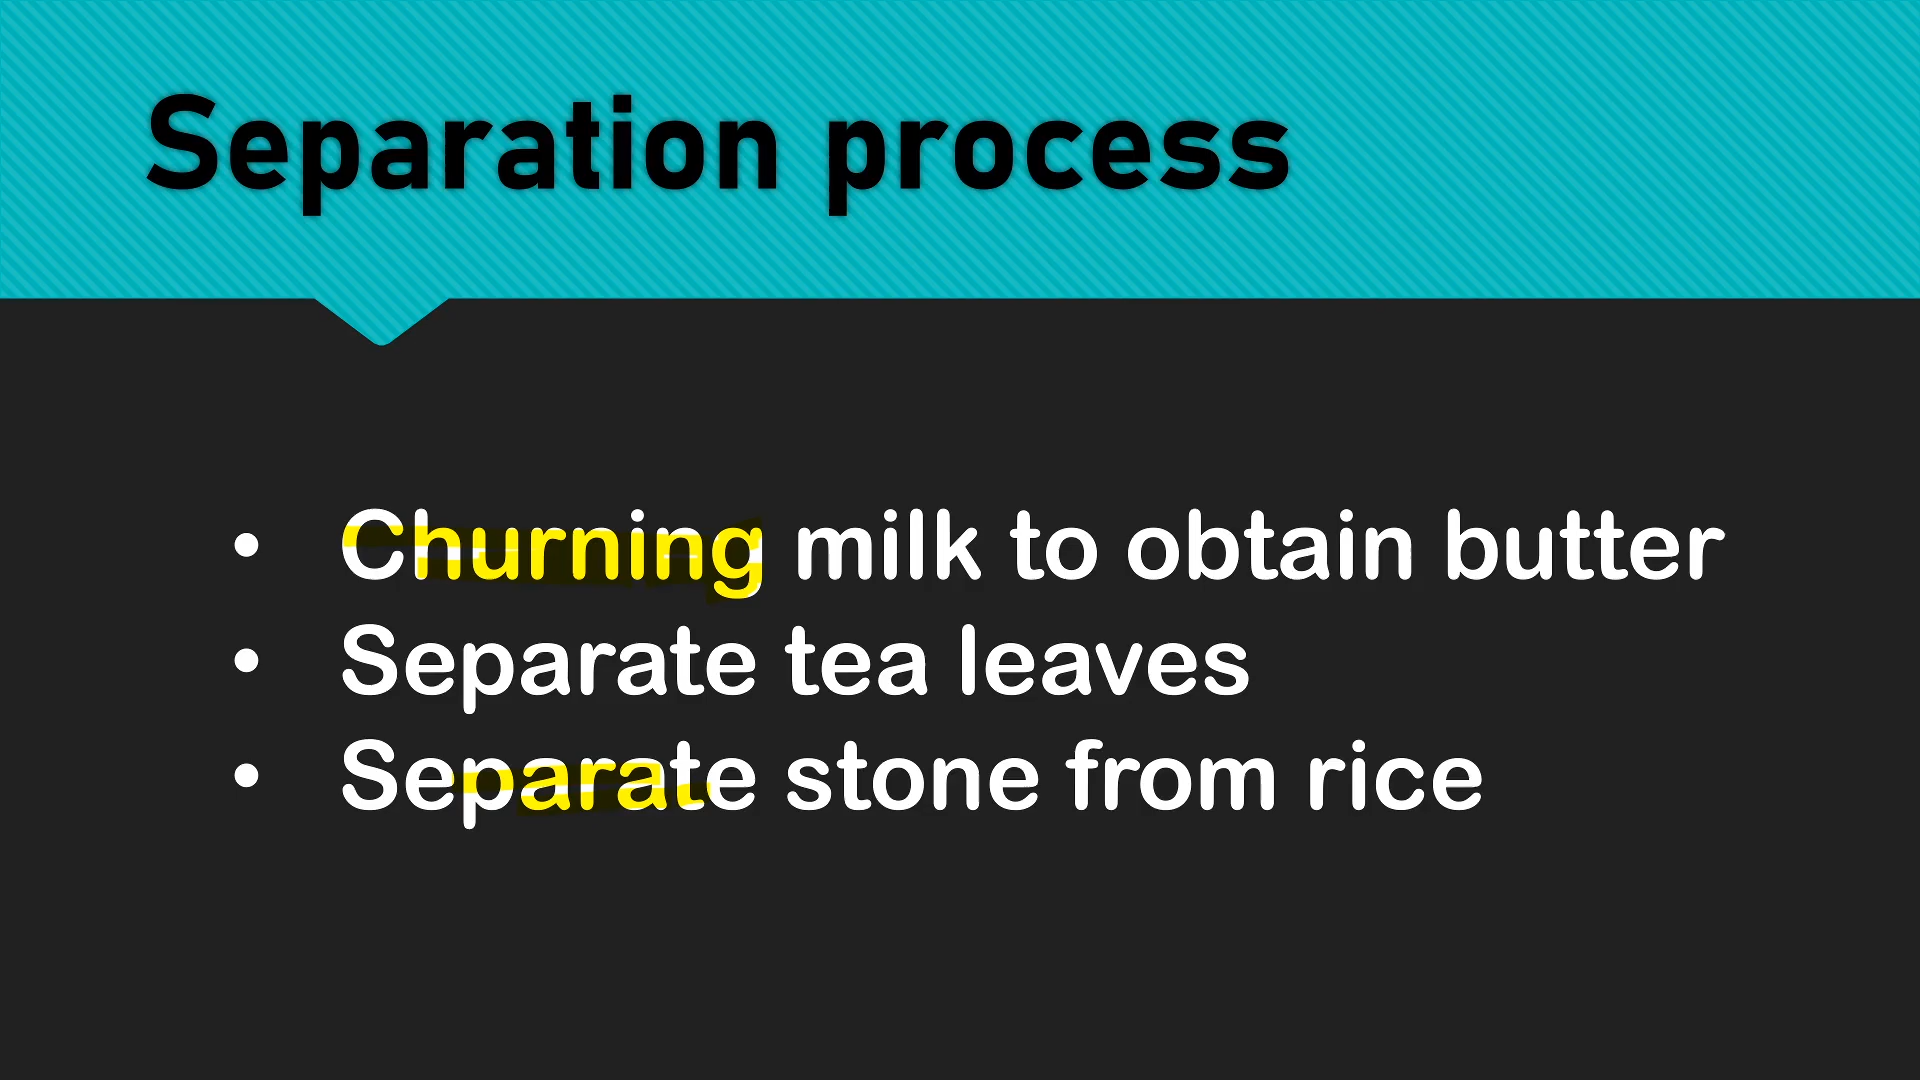 Separation process
• Churning milk to obtain butter
• Separate tea leaves
• Separate stone from rice